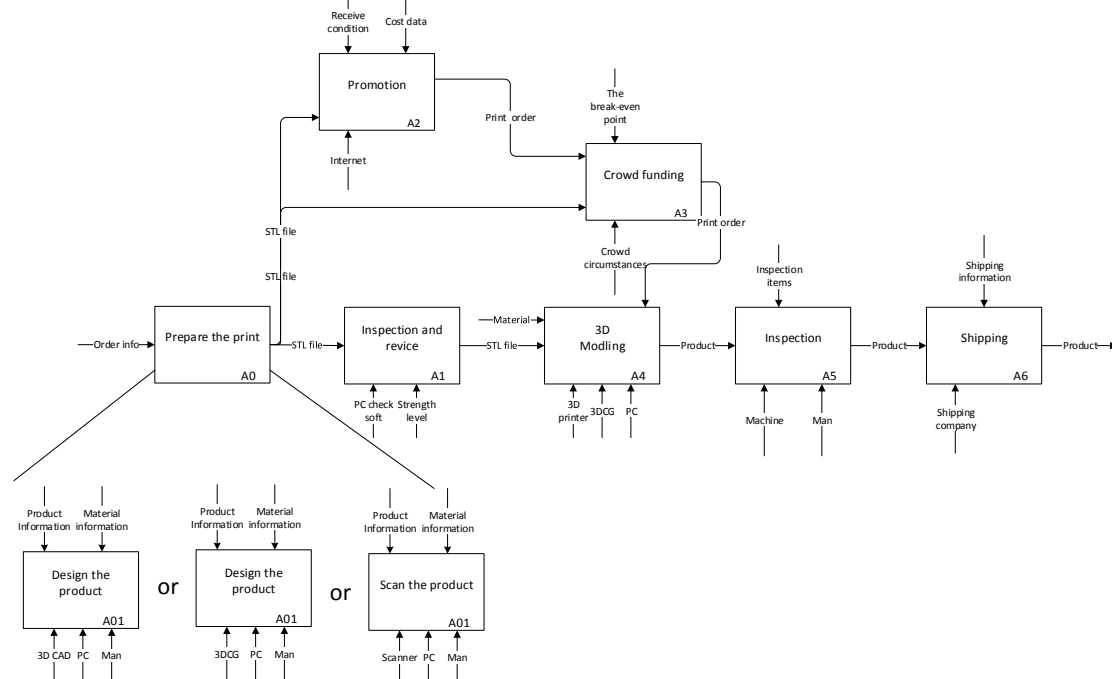 Receive
condition
Cost data
Promotion
A2
Internet
Print order
The
break-even
point
Crowd funding
A3
Print order
Crowd
circumstances
STL file
STL file
Order info
Prepare the print
A0
STL file
Inspection and
revice
A1
PC check
soft
Strength
level
STL file
Material
3D
Modling
A4
3D
printer
3DCG
PC
Product
Inspection
items
Inspection
A5
Machine
Man
Product
Shipping
information
Shipping
A6
Shipping
company
Product
Product
Information
Material
information
Design the
product
A01
3D CAD
PC
Man
or
Product
Information
Material
information
Design the
product
A01
3DCG
PC
Man
or
Product
Information
Material
information
Scan the product
A01
Scanner
PC
Man